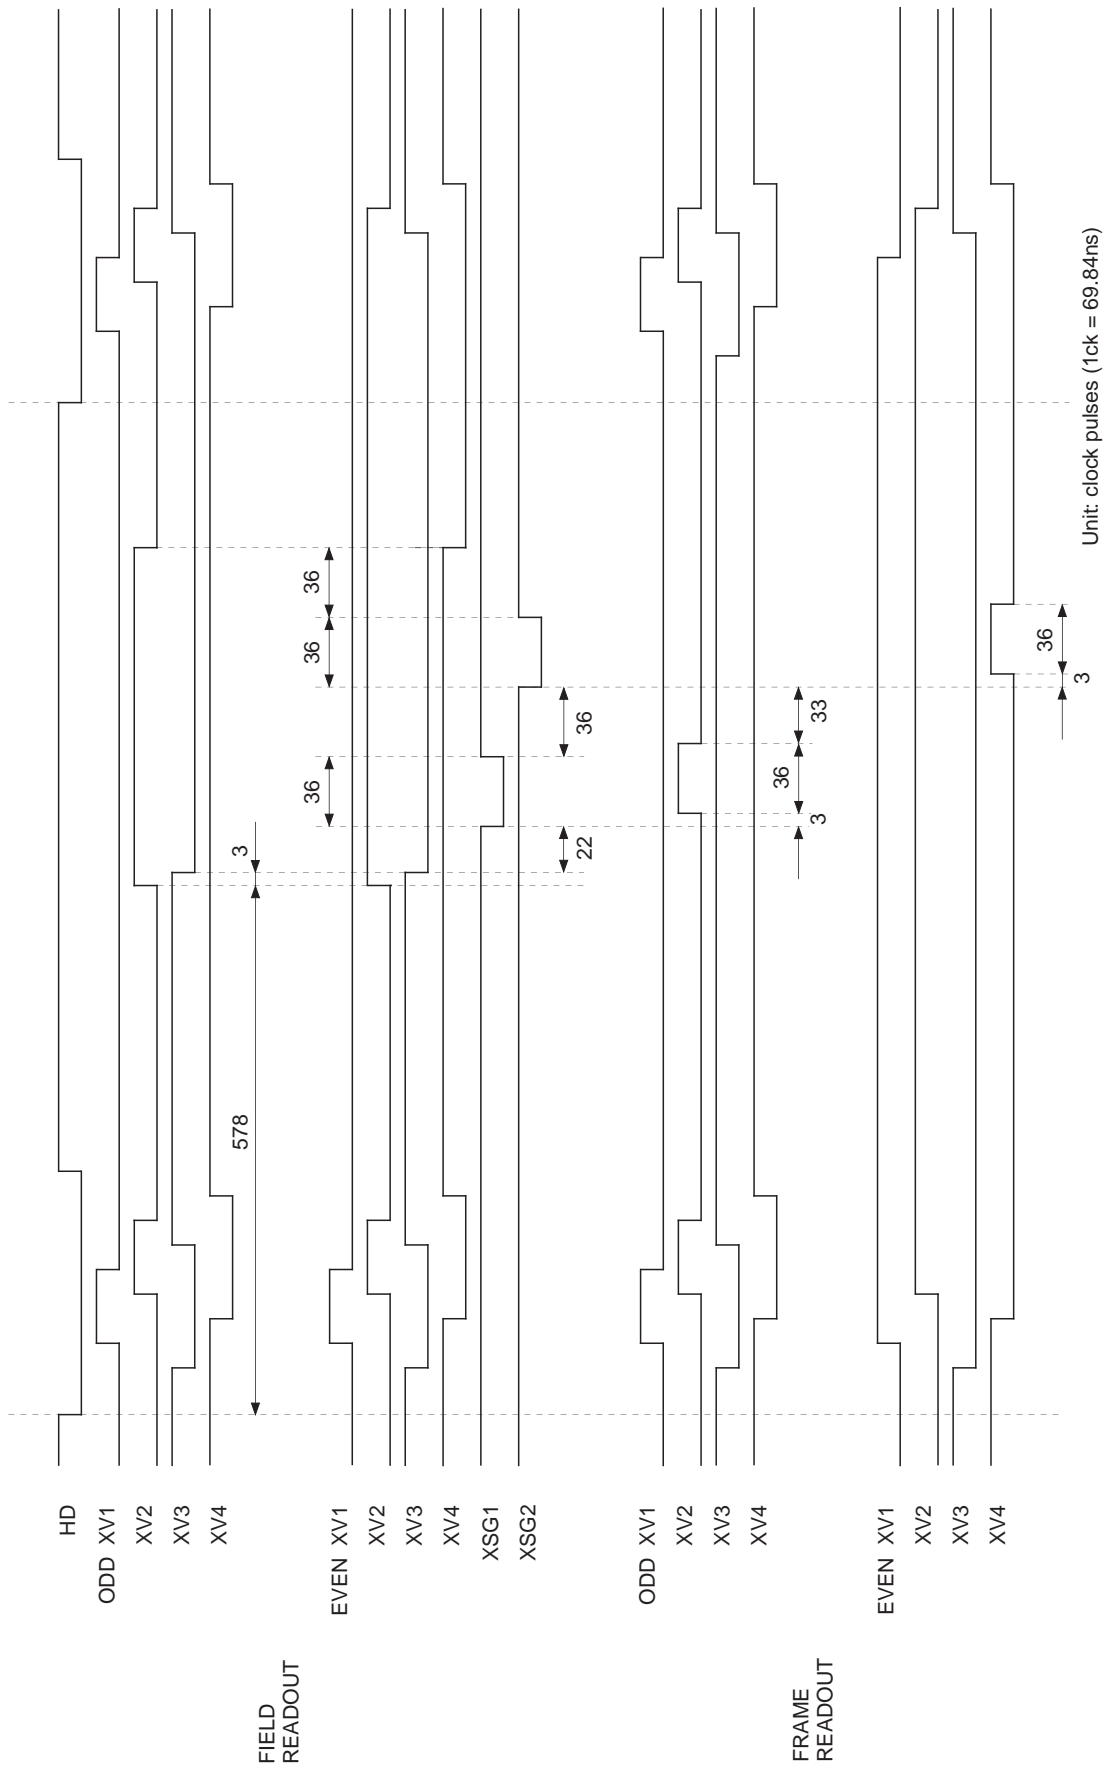 HD
ODD XV1
XV2
XV3
XV4
578
3
FIELD
READOUT
EVEN XV1
XV2
XV3
XV4
XSG1
XSG2
36
36
36
22
36
ODD XV1
XV2
XV3
XV4
3
36
33
FRAME
READOUT
EVEN XV1
XV2
XV3
XV4
3
36
Unit: clock pulses (1ck = 69.84ns)